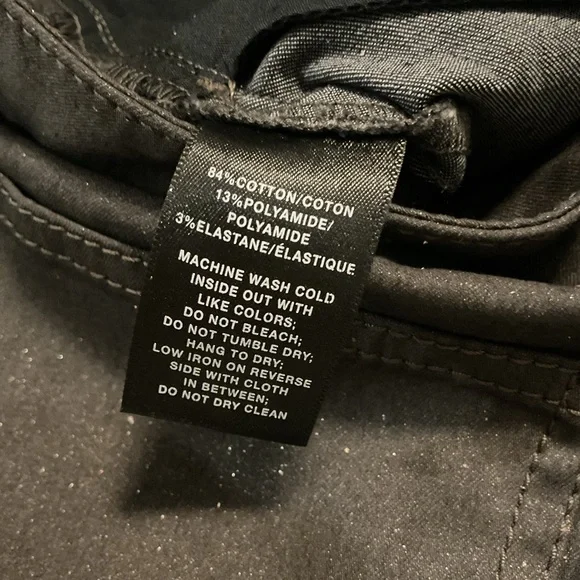 84%COTTON/COTON
13%POLYAMIDE/
POLYAMIDE
3%ELASTANE/ÉLASTIQUE
MACHINE WASH COLD
INSIDE OUT WITH
LIKE COLORS;
DO NOT BLEACH;
DO NOT TUMBLE DRY;
HANG TO DRY;
LOW IRON ON REVERSE
SIDE WITH CLOTH
IN BETWEEN;
DO NOT DRY CLEAN